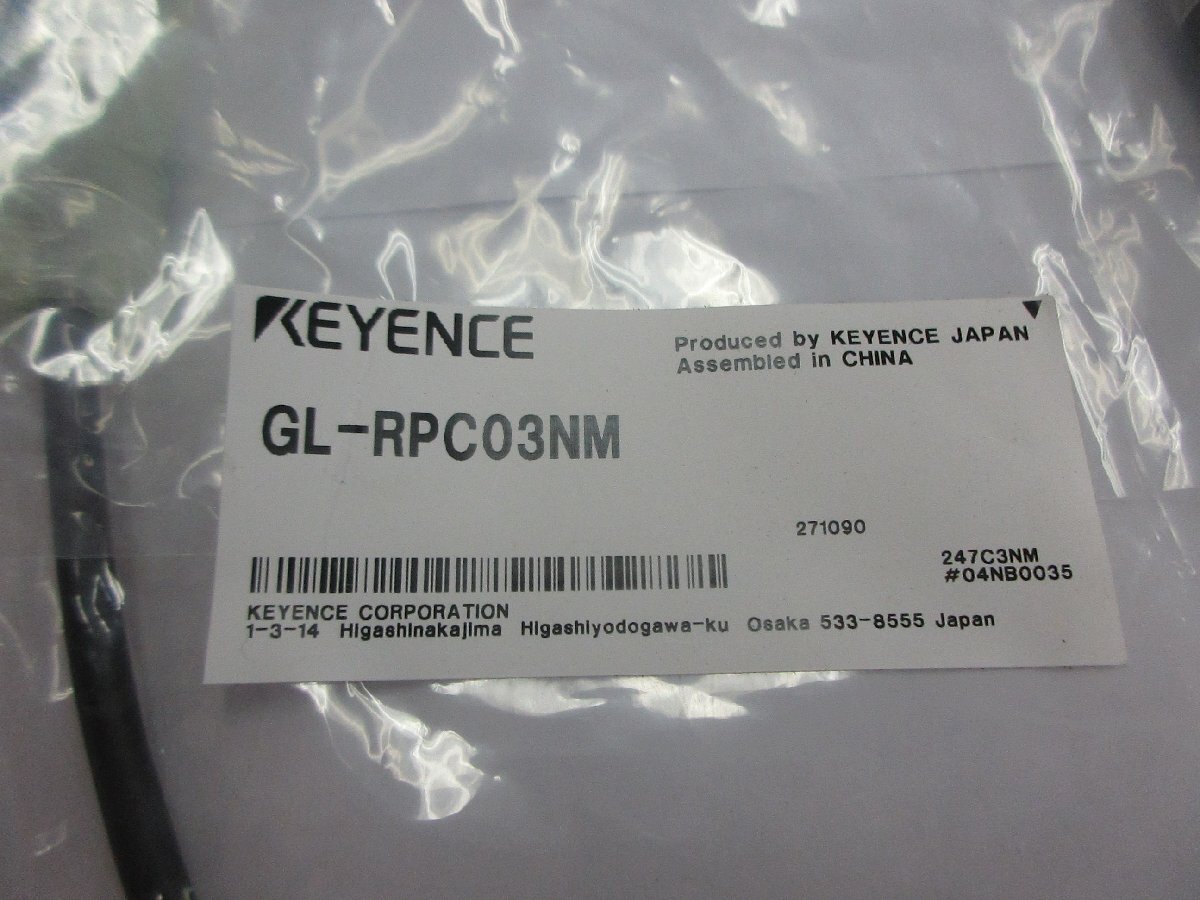 KEYENCE
Produced by KEYENCE JAPAN
Assembled in CHINA
GL-RPC03NM
271090
247C3NM
#04NB0035
KEYENCE CORPORATION
1-3-14 Higashinakajima Higashiyodogawa-ku Osaka 533-8555 Japan